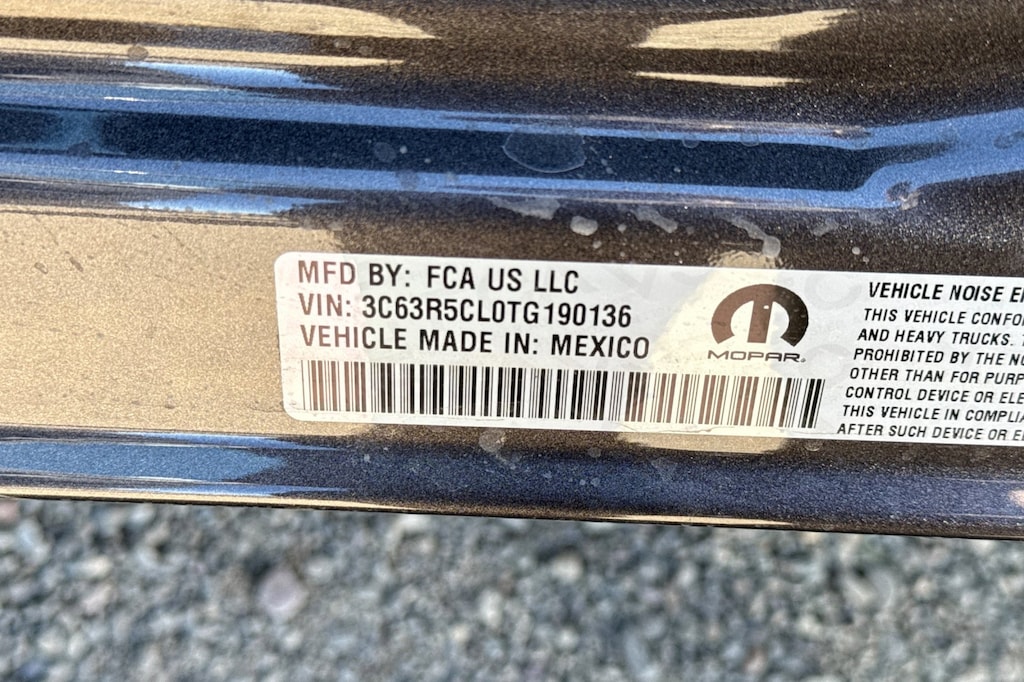 MFD BY: FCA US LLC
VIN: 3C63R5CL0TG190136
VEHICLE MADE IN: MEXICO
MOPAR
VEHICLE NOISE
THIS VEHICLE
AND HEAVY TRUCKS.
PROHIBITED BY THE
OTHER THAN FOR
CONTROL DEVICE OR
THIS VEHICLE IN
AFTER SUCH DEVICE OR